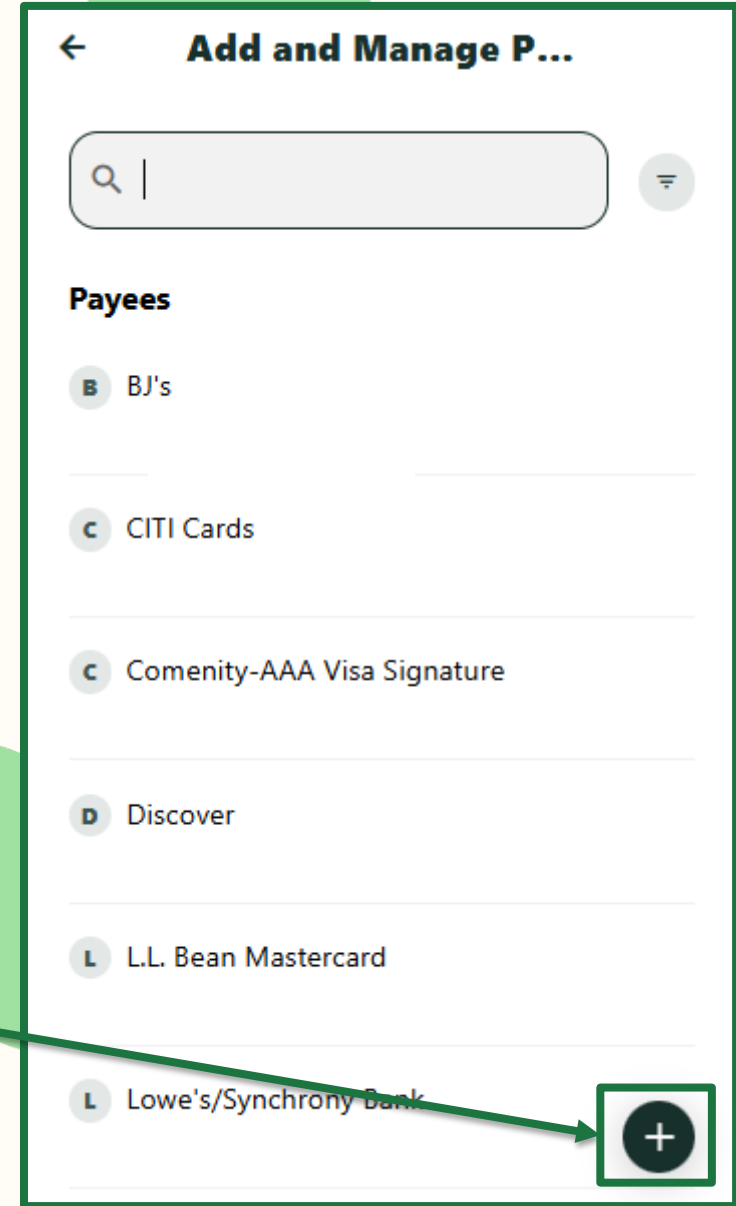 Add and Manage P...
Payees
B BJ's
C CITI Cards
C Comenity-AAA Visa Signature
D Discover
L L.L. Bean Mastercard
L Lowe's/Synchrony Bank
+